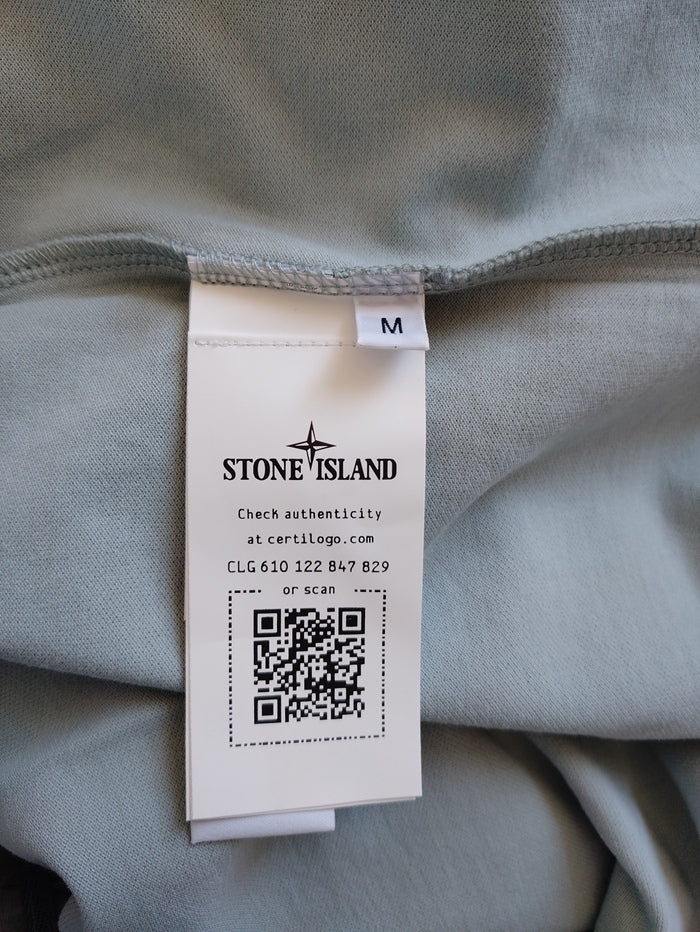 M
STONE ISLAND
Check authenticity
at certilogo.com
CLG 610 122 847 829
or scan